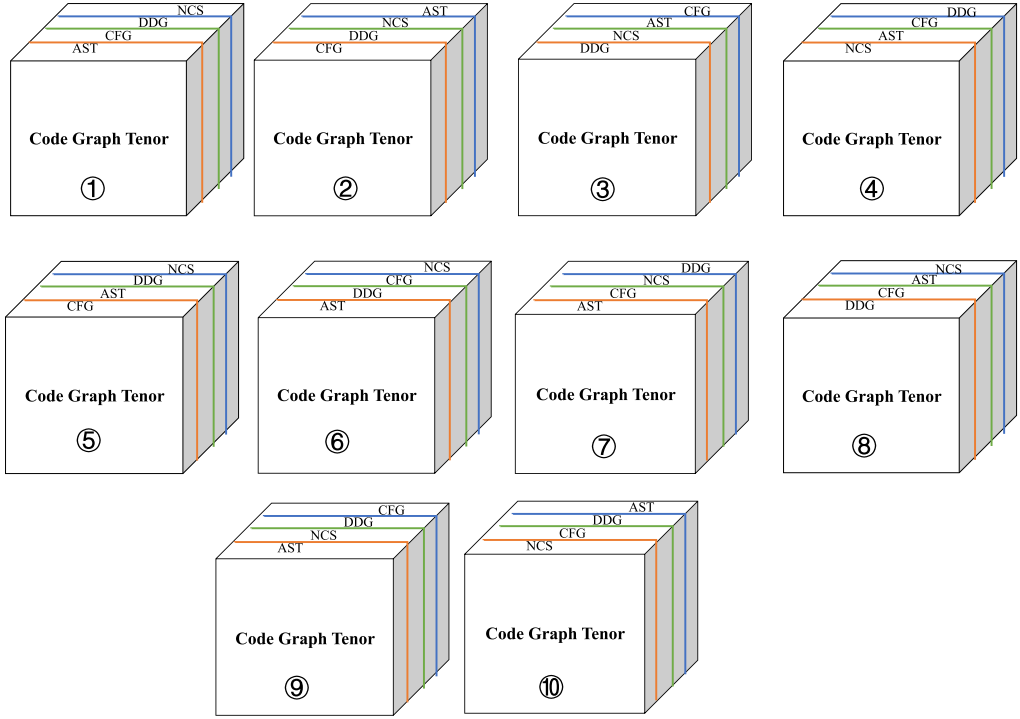 NCS
DDG
CFG
AST
Code Graph Tenor
①
AST
NCS
DDG
CFG
Code Graph Tenor
②
CFG
AST
NCS
DDG
Code Graph Tenor
③
DDG
CFG
AST
NCS
Code Graph Tenor
④
NCS
DDG
AST
CFG
Code Graph Tenor
⑤
NCS
CFG
DDG
AST
Code Graph Tenor
⑥
DDG
NCS
CFG
AST
Code Graph Tenor
⑦
NCS
AST
CFG
DDG
Code Graph Tenor
⑧
CFG
DDG
NCS
AST
Code Graph Tenor
⑨
AST
DDG
CFG
NCS
Code Graph Tenor
⑩